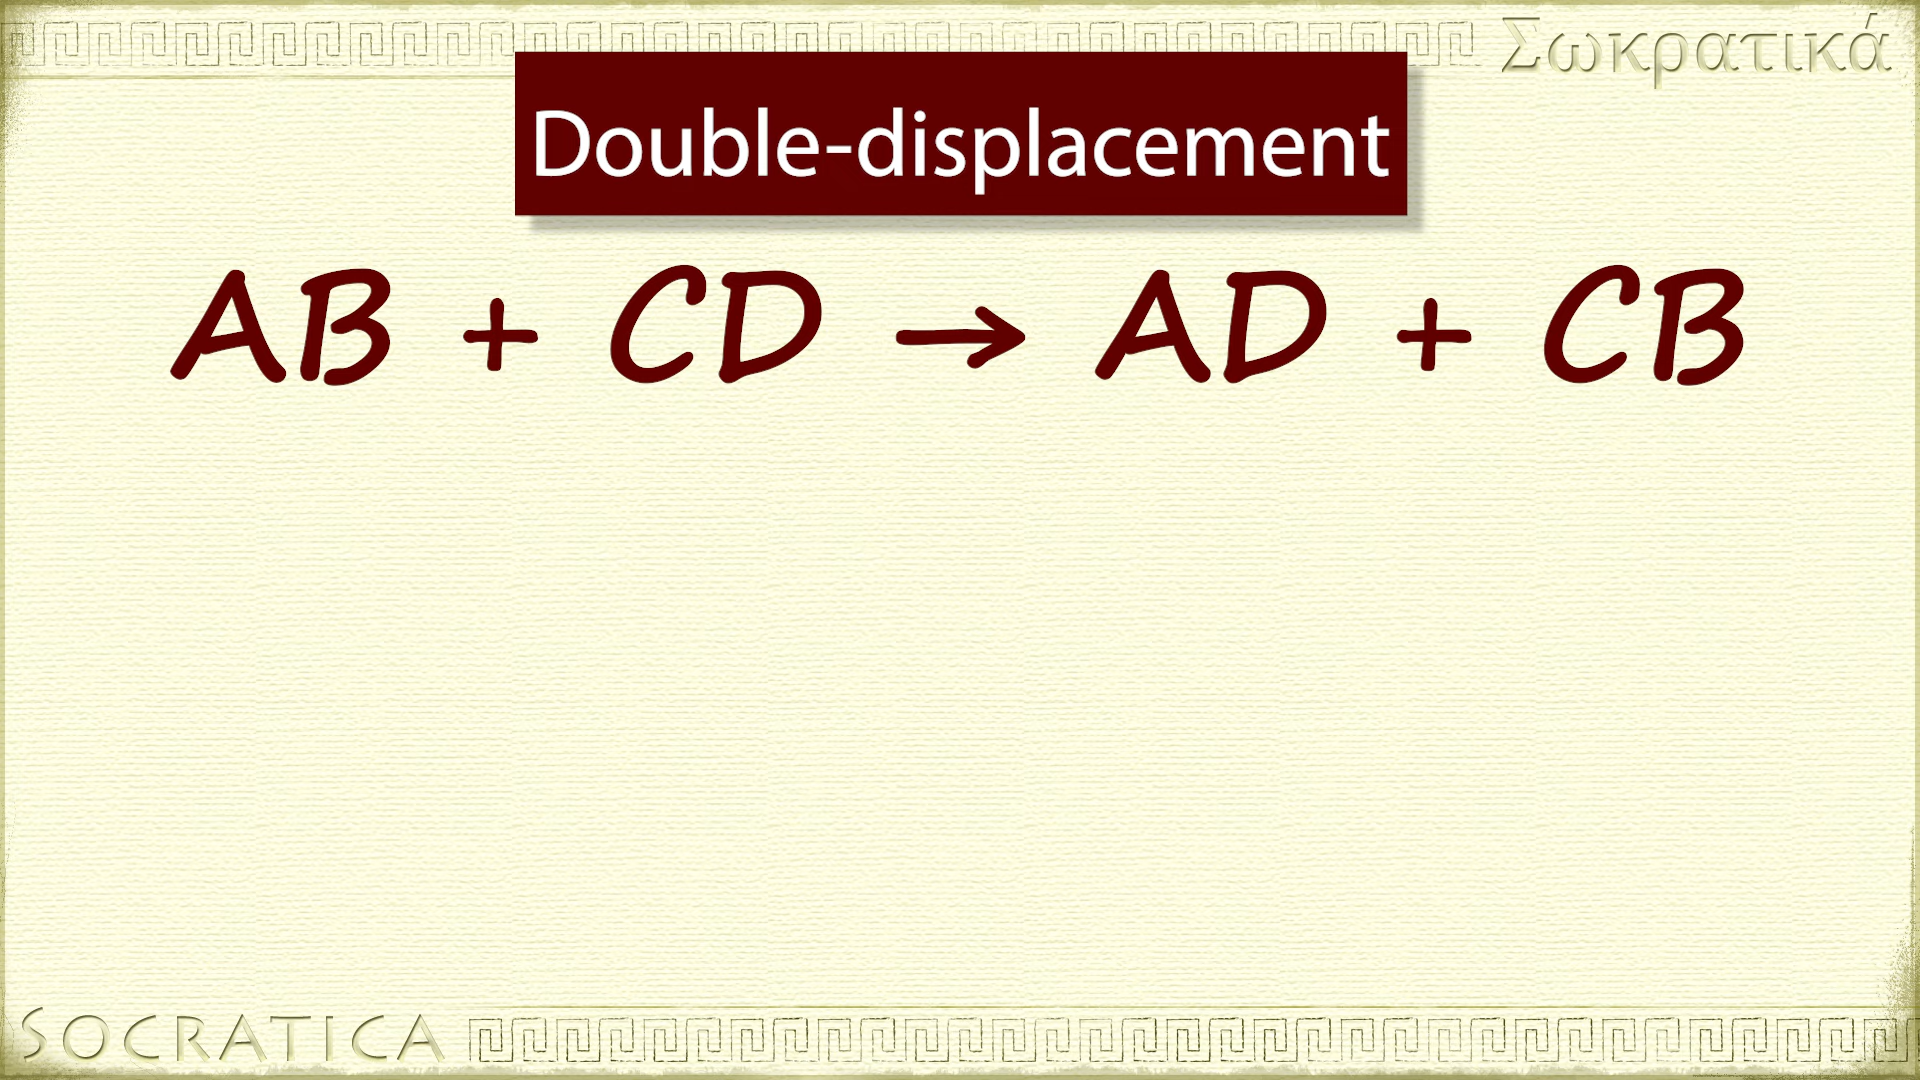 Σωκρατικά
Double-displacement
AB + CD → AD + CB
SOCRATICA